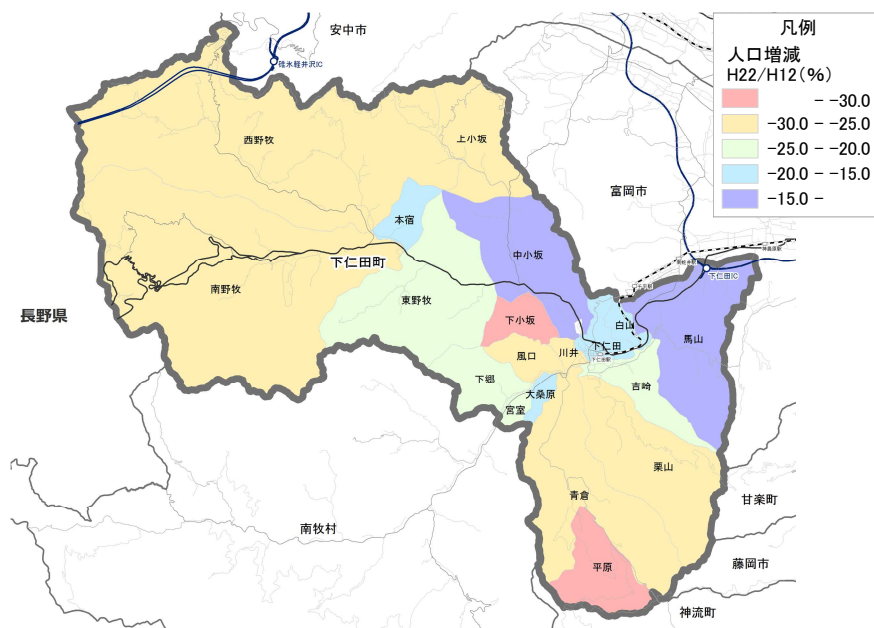 凡例
人口増減
H22/H12(%)
- -30.0
-30.0 - -25.0
-25.0 - -20.0
-20.0 - -15.0
-15.0 -
安中市
碓氷軽井沢IC
西野牧
上小坂
富岡市
本宿
中小坂
下仁田町
下仁田IC
南野牧
東野牧
長野県
下小坂
白山
馬山
下仁田
風口
川井
下仁田駅
下郷
大桑原
吉崎
宮室
栗山
青倉
甘楽町
南牧村
平原
藤岡市
神流町